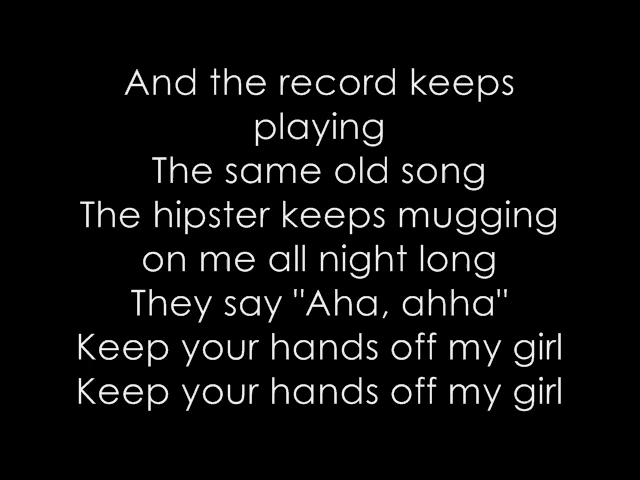 And the record keeps
playing
The same old song
The hipster keeps mugging
on me all night long
They say "Aha, ahha"
Keep your hands off my girl
Keep your hands off my girl